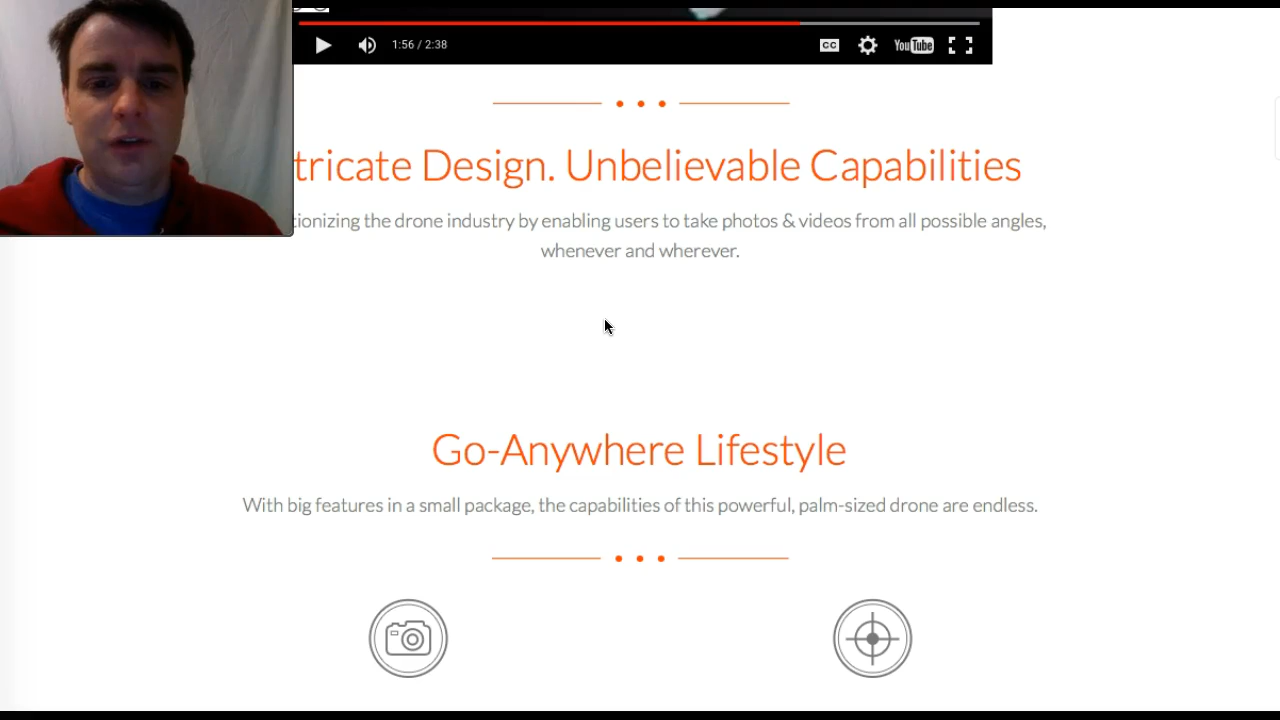 1:56 / 2:38
CC
YouTube
tricate Design. Unbelievable Capabilities
tionizing the drone industry by enabling users to take photos & videos from all possible angles,
whenever and wherever.
Go-Anywhere Lifestyle
With big features in a small package, the capabilities of this powerful, palm-sized drone are endless.